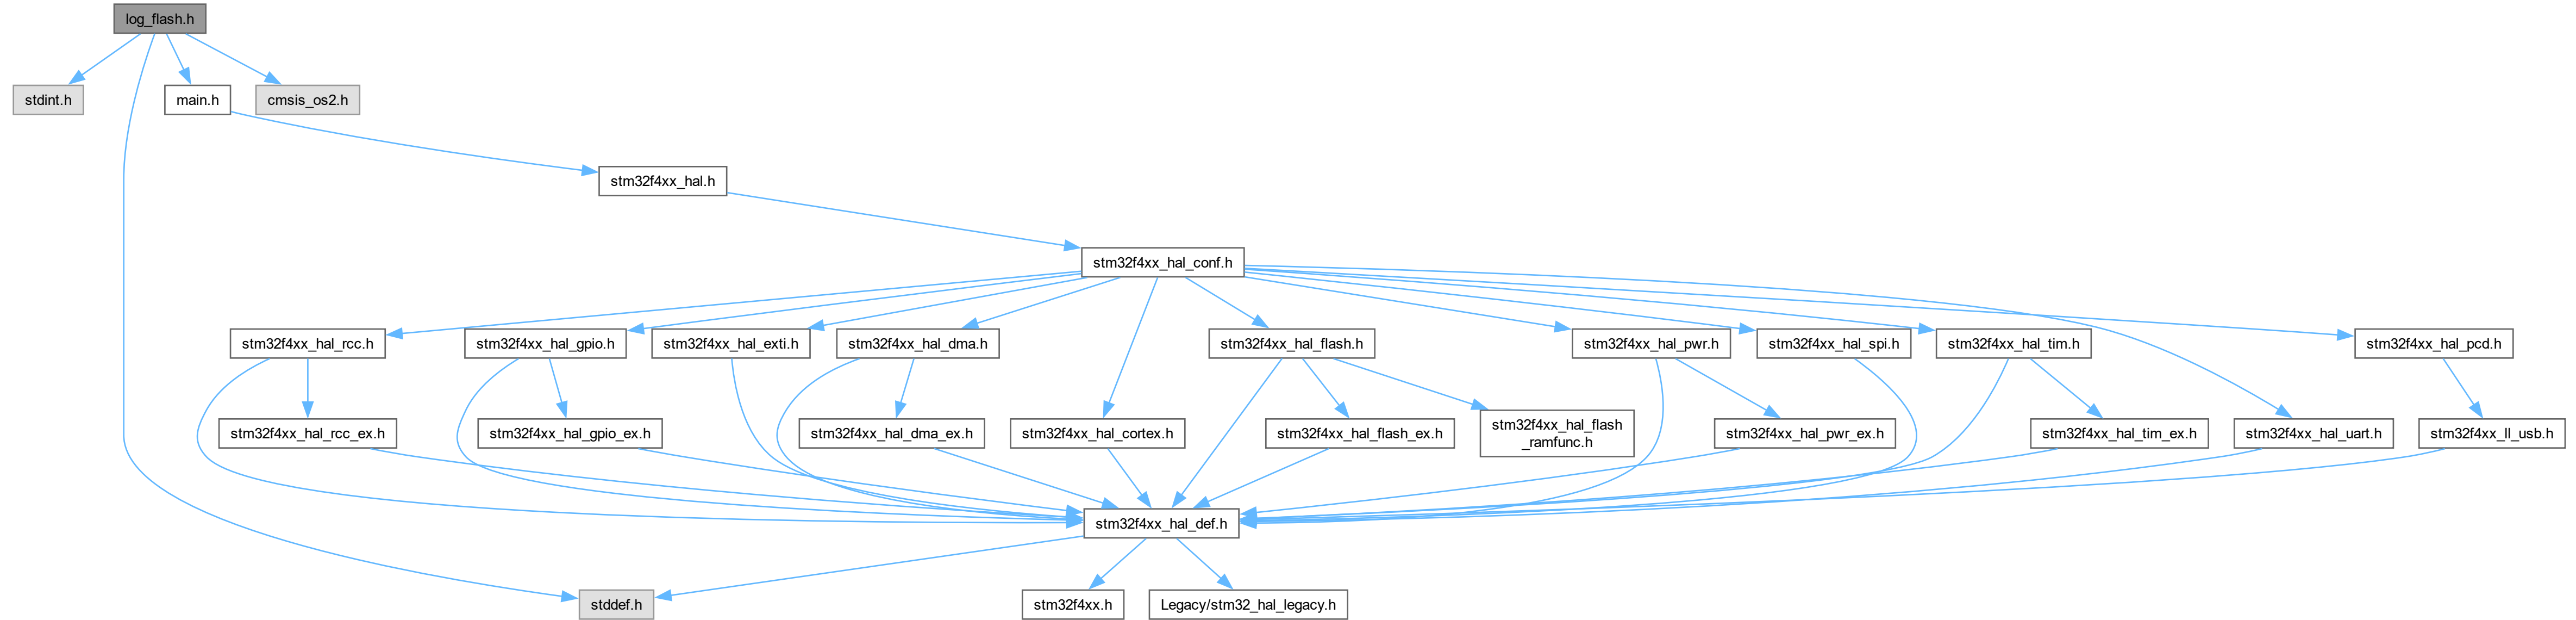 log_flash.h
stdint.h
main.h
cmsis_os2.h
stm32f4xx_hal.h
stm32f4xx_hal_conf.h
stm32f4xx_hal_rcc.h
stm32f4xx_hal_gpio.h
stm32f4xx_hal_exti.h
stm32f4xx_hal_dma.h
stm32f4xx_hal_flash.h
stm32f4xx_hal_pwr.h
stm32f4xx_hal_spi.h
stm32f4xx_hal_tim.h
stm32f4xx_hal_pcd.h
stm32f4xx_hal_rcc_ex.h
stm32f4xx_hal_gpio_ex.h
stm32f4xx_hal_dma_ex.h
stm32f4xx_hal_cortex.h
stm32f4xx_hal_flash_ex.h
stm32f4xx_hal_flash
_ramfunc.h
stm32f4xx_hal_pwr_ex.h
stm32f4xx_hal_tim_ex.h
stm32f4xx_hal_uart.h
stm32f4xx_ll_usb.h
stm32f4xx_hal_def.h
stddef.h
stm32f4xx.h
Legacy/stm32_hal_legacy.h